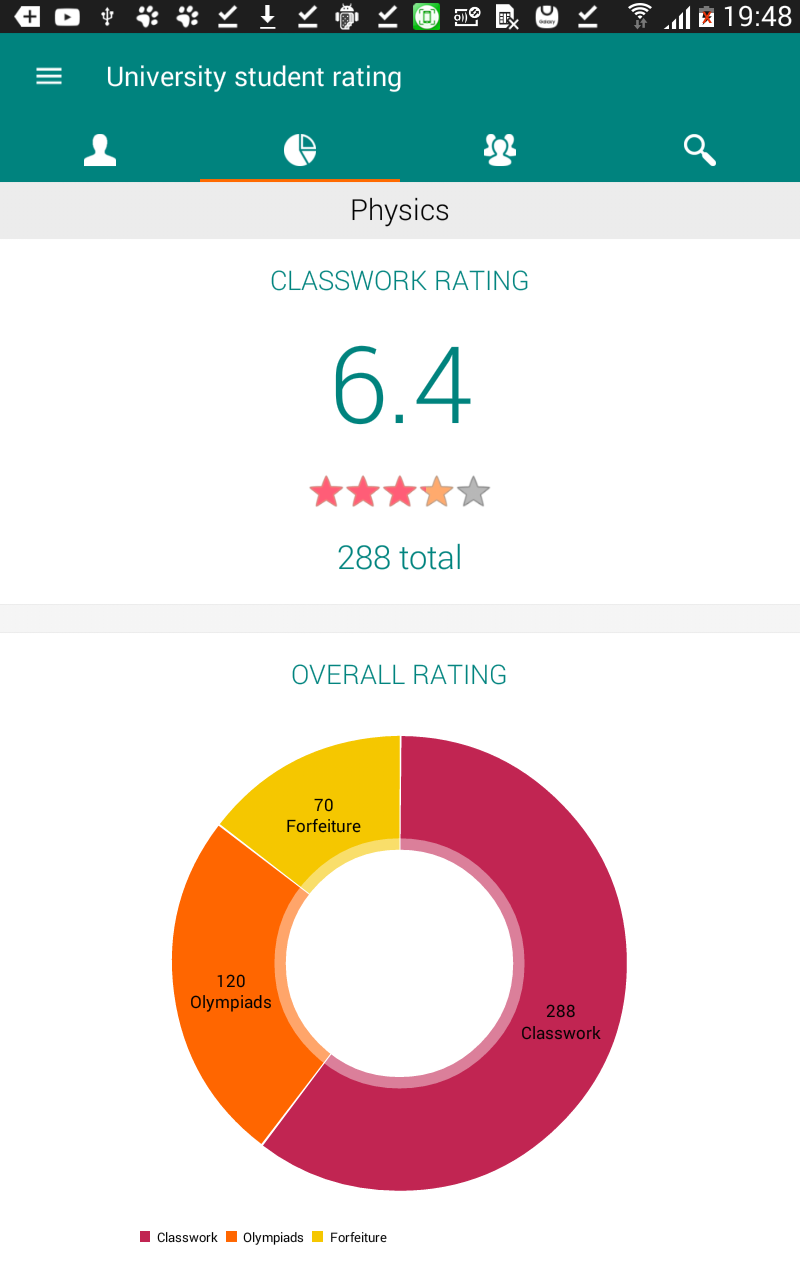 19:48
University student rating
Physics
CLASSWORK RATING
6.4
288 total
OVERALL RATING
70
Forfeiture
120
Olympiads
288
Classwork
Classwork Olympiads Forfeiture